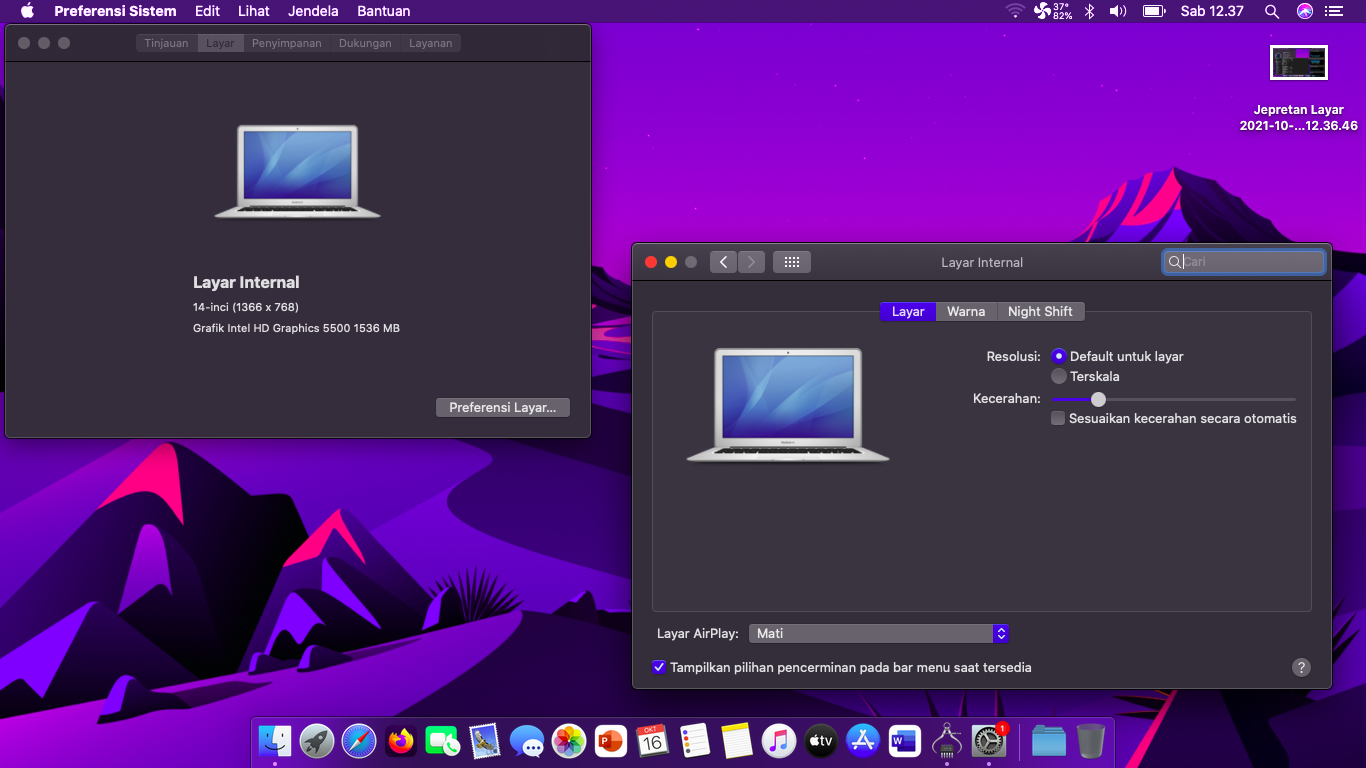 Preferensi Sistem Edit Lihat Jendela Bantuan
37°
82%
Sab 12.37
Tinjauan Layar Penyimpanan Dukungan Layanan
Layar Internal
14-inci (1366 x 768)
Grafik Intel HD Graphics 5500 1536 MB
Preferensi Layar...
Jepretan Layar
2021-10-...12.36.46
Layar Internal
Cari
Layar Warna Night Shift
Resolusi: Default untuk layar
Terskala
Kecerahan:
Sesuaikan kecerahan secara otomatis
Layar AirPlay: Mati
Tampilkan pilihan pencerminan pada bar menu saat tersedia
?
P
OKT
16
tv
W
1